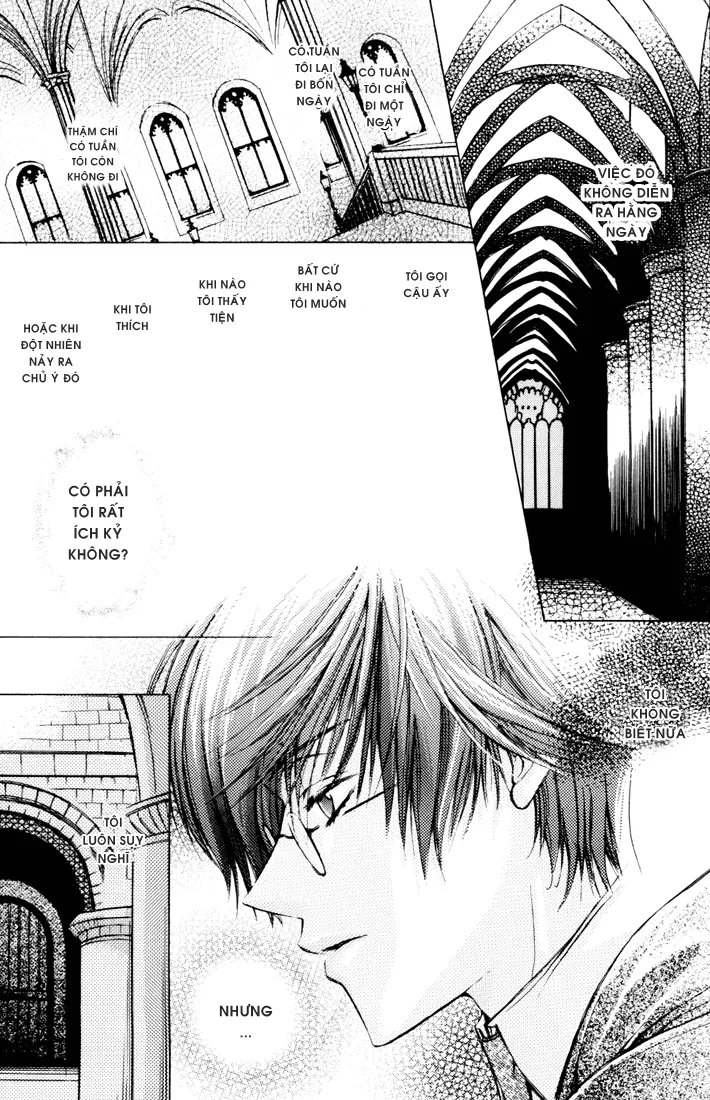 VIỆC ĐÓ
KHÔNG DIỄN
RA HẰNG
NGÀY
CÓ TUẦN
TÔI CHỈ
ĐI MỘT
NGÀY
CÓ TUẦN
TÔI LẠI
ĐI BỐN
NGÀY
THẬM CHÍ
CÓ TUẦN
TÔI CÒN
KHÔNG ĐI
TÔI GỌI
CẬU ẤY
BẤT CỨ
KHI NÀO
TÔI MUỐN
KHI NÀO
TÔI THẤY
TIỆN
KHI TÔI
THÍCH
HOẶC KHI
ĐỘT NHIÊN
NẢY RA
CHỦ Ý ĐÓ
CÓ PHẢI
TÔI RẤT
ÍCH KỶ
KHÔNG?
TÔI
KHÔNG
BIẾT NỮA
TÔI
LUÔN SUY
NGHĨ
NHƯNG
...